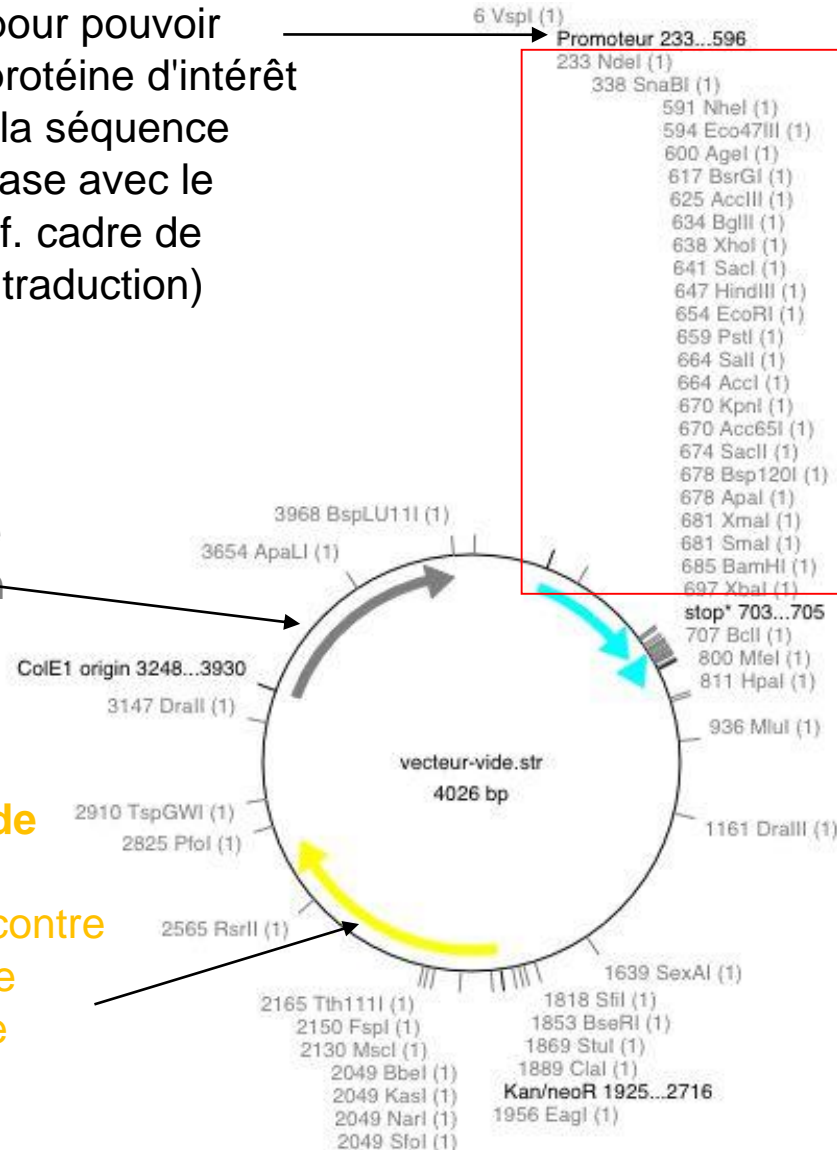 pour pouvoir
protéine d'intérêt
la séquence
ase avec le
f. cadre de
traduction)
6 VspI (1)
Promoteur 233...596
233 NdeI (1)
338 SnaBI (1)
591 NheI (1)
594 Eco47III (1)
600 AgeI (1)
617 BsrGI (1)
625 AccIII (1)
634 BglII (1)
638 XhoI (1)
641 SacI (1)
647 HindIII (1)
654 EcoRI (1)
659 PstI (1)
664 SalI (1)
664 AccI (1)
670 KpnI (1)
670 Acc65I (1)
674 SacII (1)
678 Bsp120I (1)
678 ApaI (1)
681 XmaI (1)
681 SmaI (1)
685 BamHI (1)
697 XbaI (1)
stop* 703...705
707 BclI (1)
800 MfeI (1)
811 HpaI (1)
936 MluI (1)
1161 DraIII (1)
3968 BspLU11I (1)
3654 ApaLI (1)
ColE1 origin 3248...3930
3147 DraII (1)
vecteur-vide.str
4026 bp
2910 TspGWI (1)
2825 PfoI (1)
2565 RsrII (1)
de
contre
e
e
2165 Tth111I (1)
2150 FspI (1)
2130 MscI (1)
2049 BbeI (1)
2049 KasI (1)
2049 NarI (1)
2049 SfoI (1)
1639 SexAI (1)
1818 SfiI (1)
1853 BseRI (1)
1869 StuI (1)
1889 ClaI (1)
Kan/neoR 1925...2716
1956 EagI (1)